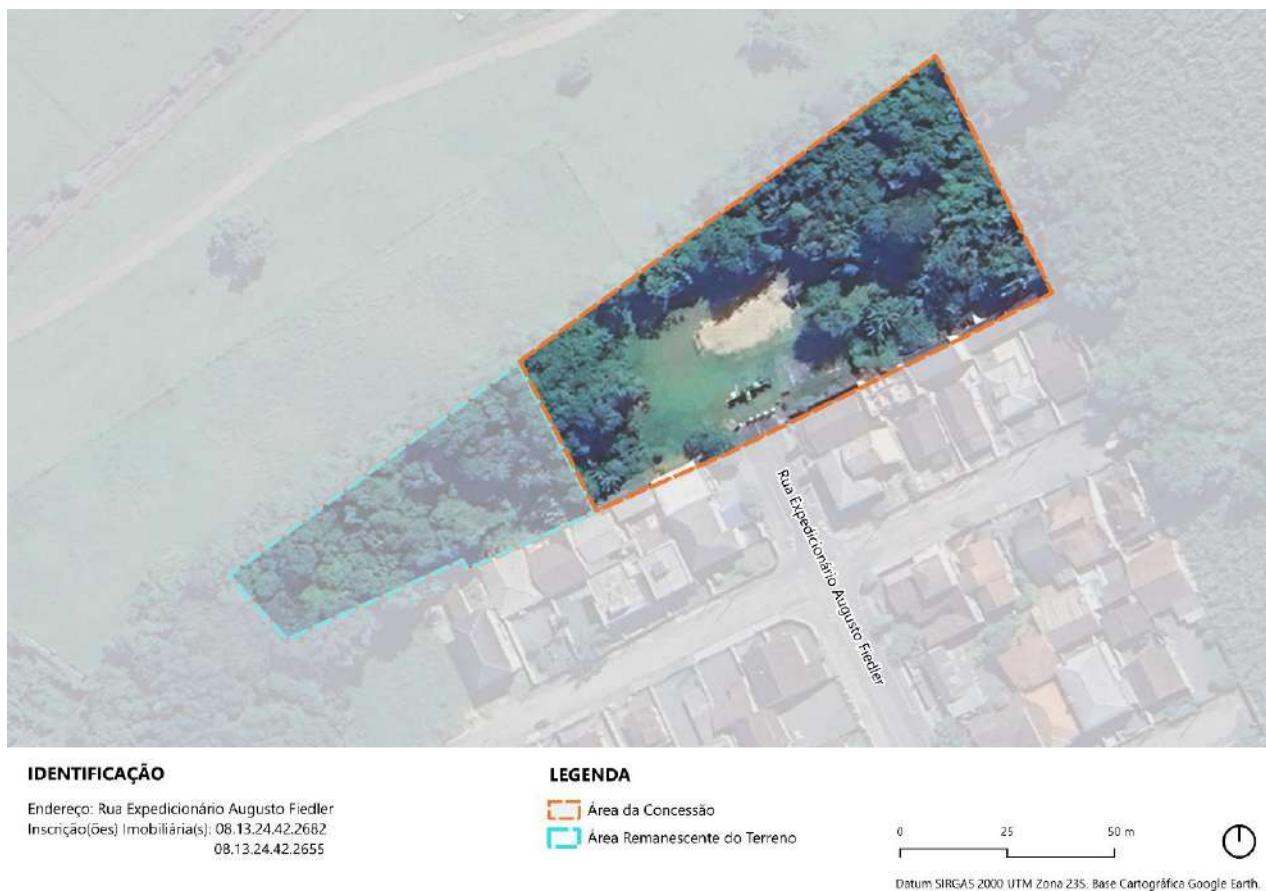 Rua Expedicionário Augusto Fiedler
IDENTIFICAÇÃO
Endereço: Rua Expedicionário Augusto Fiedler
Inscrição(ões) Imobiliária(s): 08.13.24.42.2682
08.13.24.42.2655
LEGENDA
Área da Concessão
Área Remanescente do Terreno
0 25 50 m
Datum SIRGAS 2000 UTM Zona 23S. Base Cartográfica Google Earth.